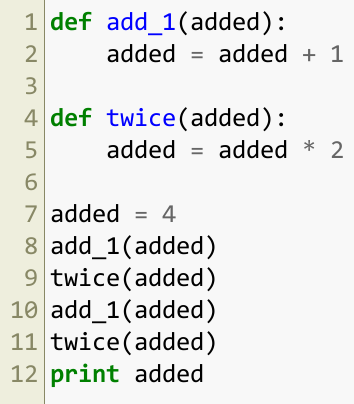 1 def add_1(added):
2     added = added + 1
3
4 def twice(added):
5     added = added * 2
6
7 added = 4
8 add_1(added)
9 twice(added)
10 add_1(added)
11 twice(added)
12 print added